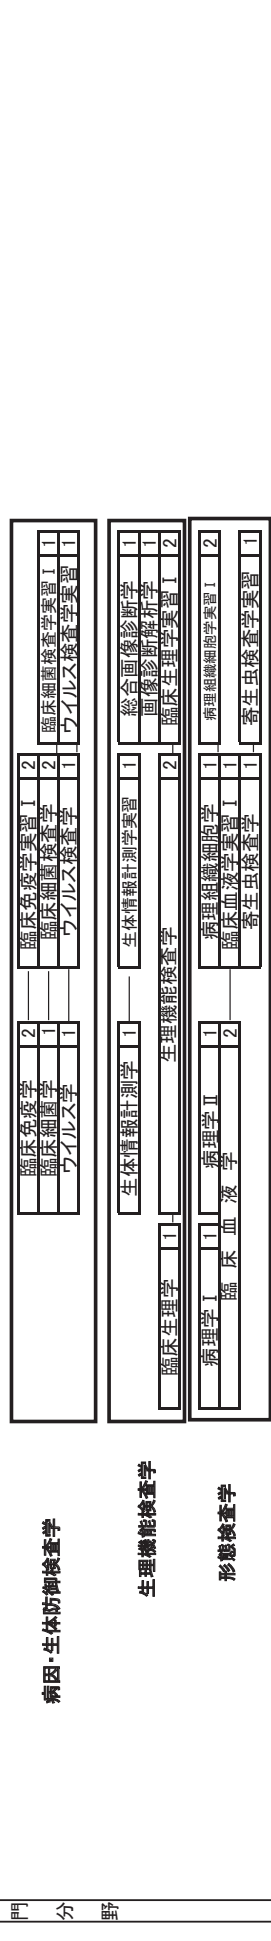 門
分
野
病因・生体防御検査学
臨床免疫学 2
臨床細菌学 1
ウイルス学 1
臨床免疫学実習Ⅰ 2
臨床細菌検査学 2
ウイルス検査学 1
臨床細菌検査学実習Ⅰ 1
ウイルス検査学実習 1
生理機能検査学
生体情報計測学 1
臨床生理学 1
生体情報計測学実習 1
生理機能検査学 2
総合画像診断学 1
画像診断解析学 1
臨床生理学実習Ⅰ 2
形態検査学
病理学Ⅰ 1
病理学Ⅱ 1
臨床血液学 2
病理組織細胞学 1
臨床血液学実習Ⅰ 1
寄生虫検査学 1
病理組織細胞学実習Ⅰ 2
寄生虫検査学実習 1